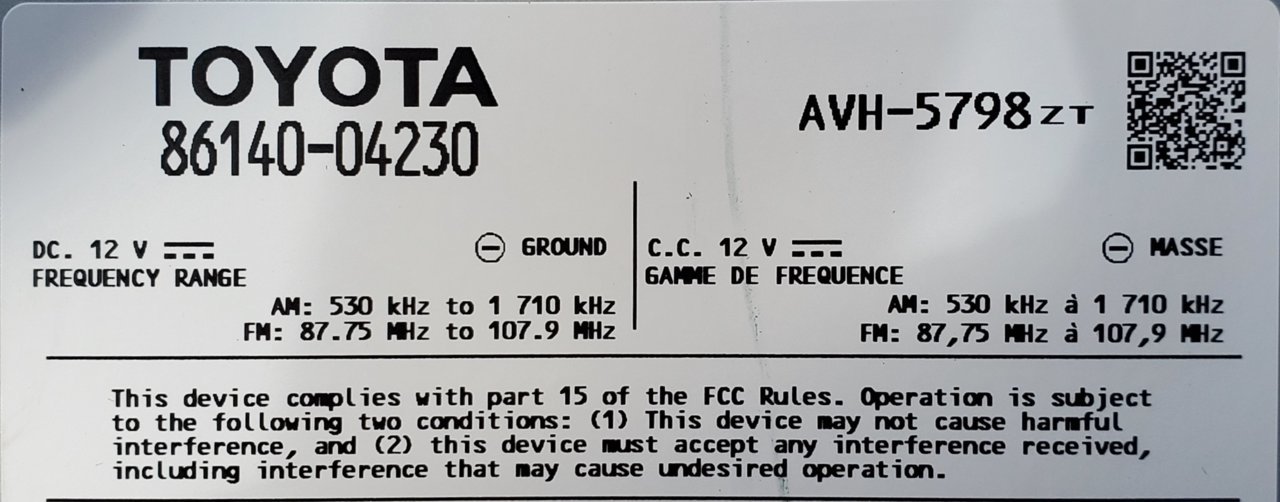 TOYOTA
86140-04230
AVH-5798ZT
DC. 12 V
GROUND
FREQUENCY RANGE
AM: 530 kHz to 1 710 kHz
FM: 87.75 MHz to 107.9 MHz
C.C. 12 V
MASSE
GAMME DE FREQUENCE
AM: 530 kHz à 1 710 kHz
FM: 87,75 MHz à 107,9 MHz
This device complies with part 15 of the FCC Rules. Operation is subject
to the following two conditions: (1) This device may not cause harmful
interference, and (2) this device must accept any interference received,
including interference that may cause undesired operation.